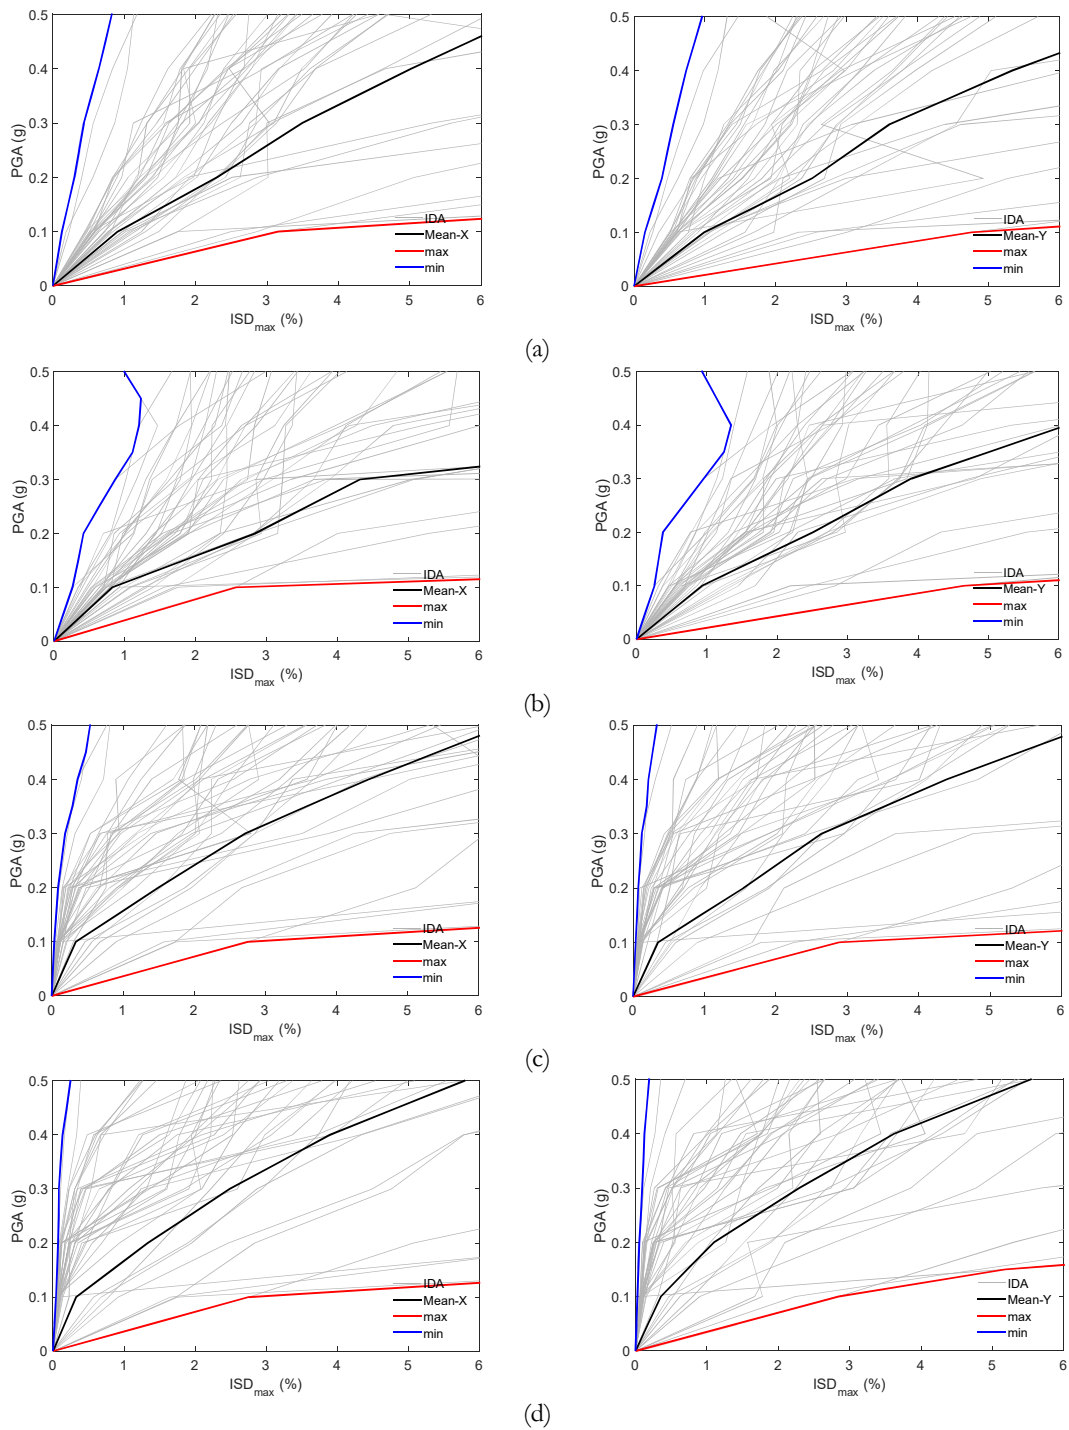 0.5
0.4
0.3
0.2
0.1
0
PGA (g)
0 1 2 3 4 5 6
ISDmax (%)
IDA
Mean-X
max
min
0.5
0.4
0.3
0.2
0.1
0
PGA (g)
0 1 2 3 4 5 6
ISDmax (%)
IDA
Mean-Y
max
min
(a)
0.5
0.4
0.3
0.2
0.1
0
PGA (g)
0 1 2 3 4 5 6
ISDmax (%)
IDA
Mean-X
max
min
0.5
0.4
0.3
0.2
0.1
0
PGA (g)
0 1 2 3 4 5 6
ISDmax (%)
IDA
Mean-Y
max
min
(b)
0.5
0.4
0.3
0.2
0.1
0
PGA (g)
0 1 2 3 4 5 6
ISDmax (%)
IDA
Mean-X
max
min
0.5
0.4
0.3
0.2
0.1
0
PGA (g)
0 1 2 3 4 5 6
ISDmax (%)
IDA
Mean-Y
max
min
(c)
0.5
0.4
0.3
0.2
0.1
0
PGA (g)
0 1 2 3 4 5 6
ISDmax (%)
IDA
Mean-X
max
min
0.5
0.4
0.3
0.2
0.1
0
PGA (g)
0 1 2 3 4 5 6
ISDmax (%)
IDA
Mean-Y
max
min
(d)